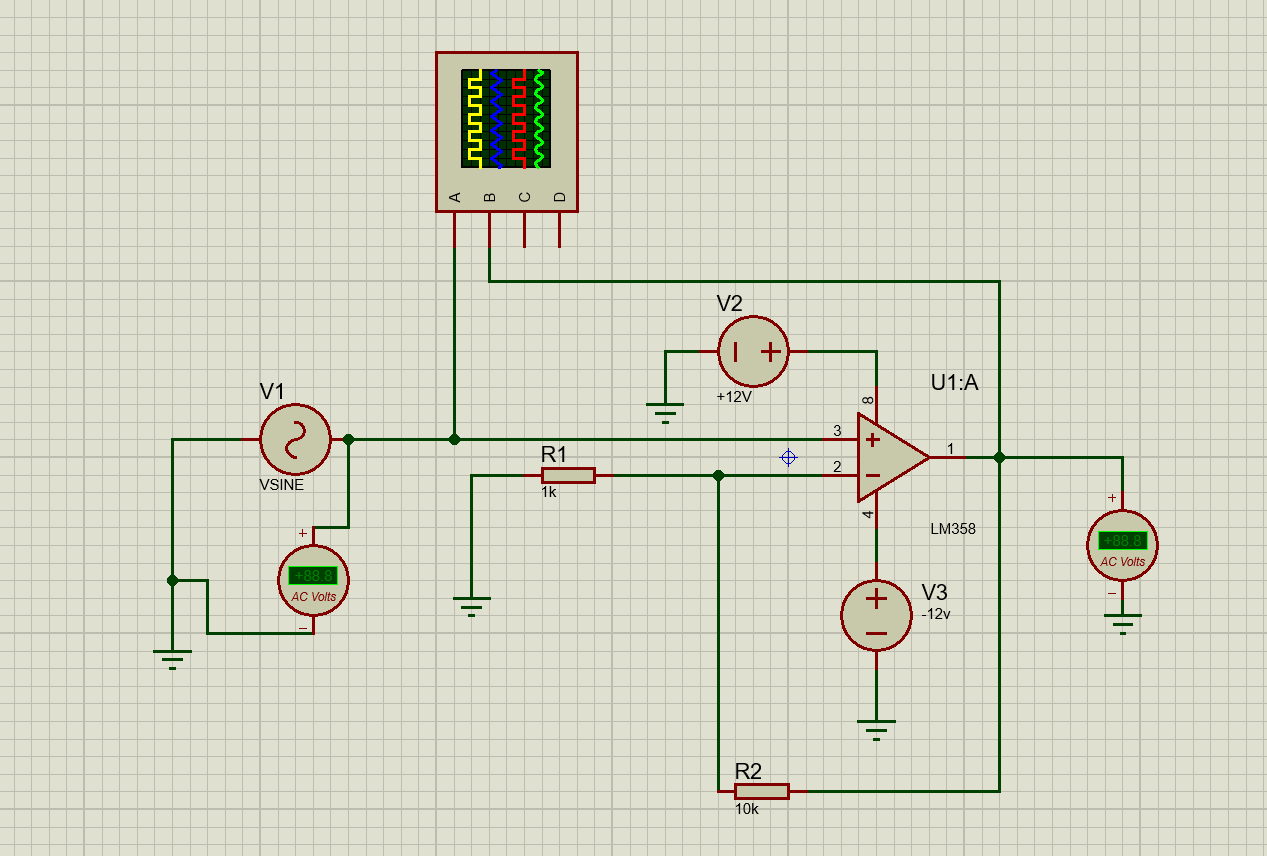 A
B
C
D
V2
+12V
U1:A
V1
VSINE
8
3
2
1
4
R1
1k
LM358
+
+88.8
AC Volts
−
+
+88.8
AC Volts
−
V3
-12v
R2
10k